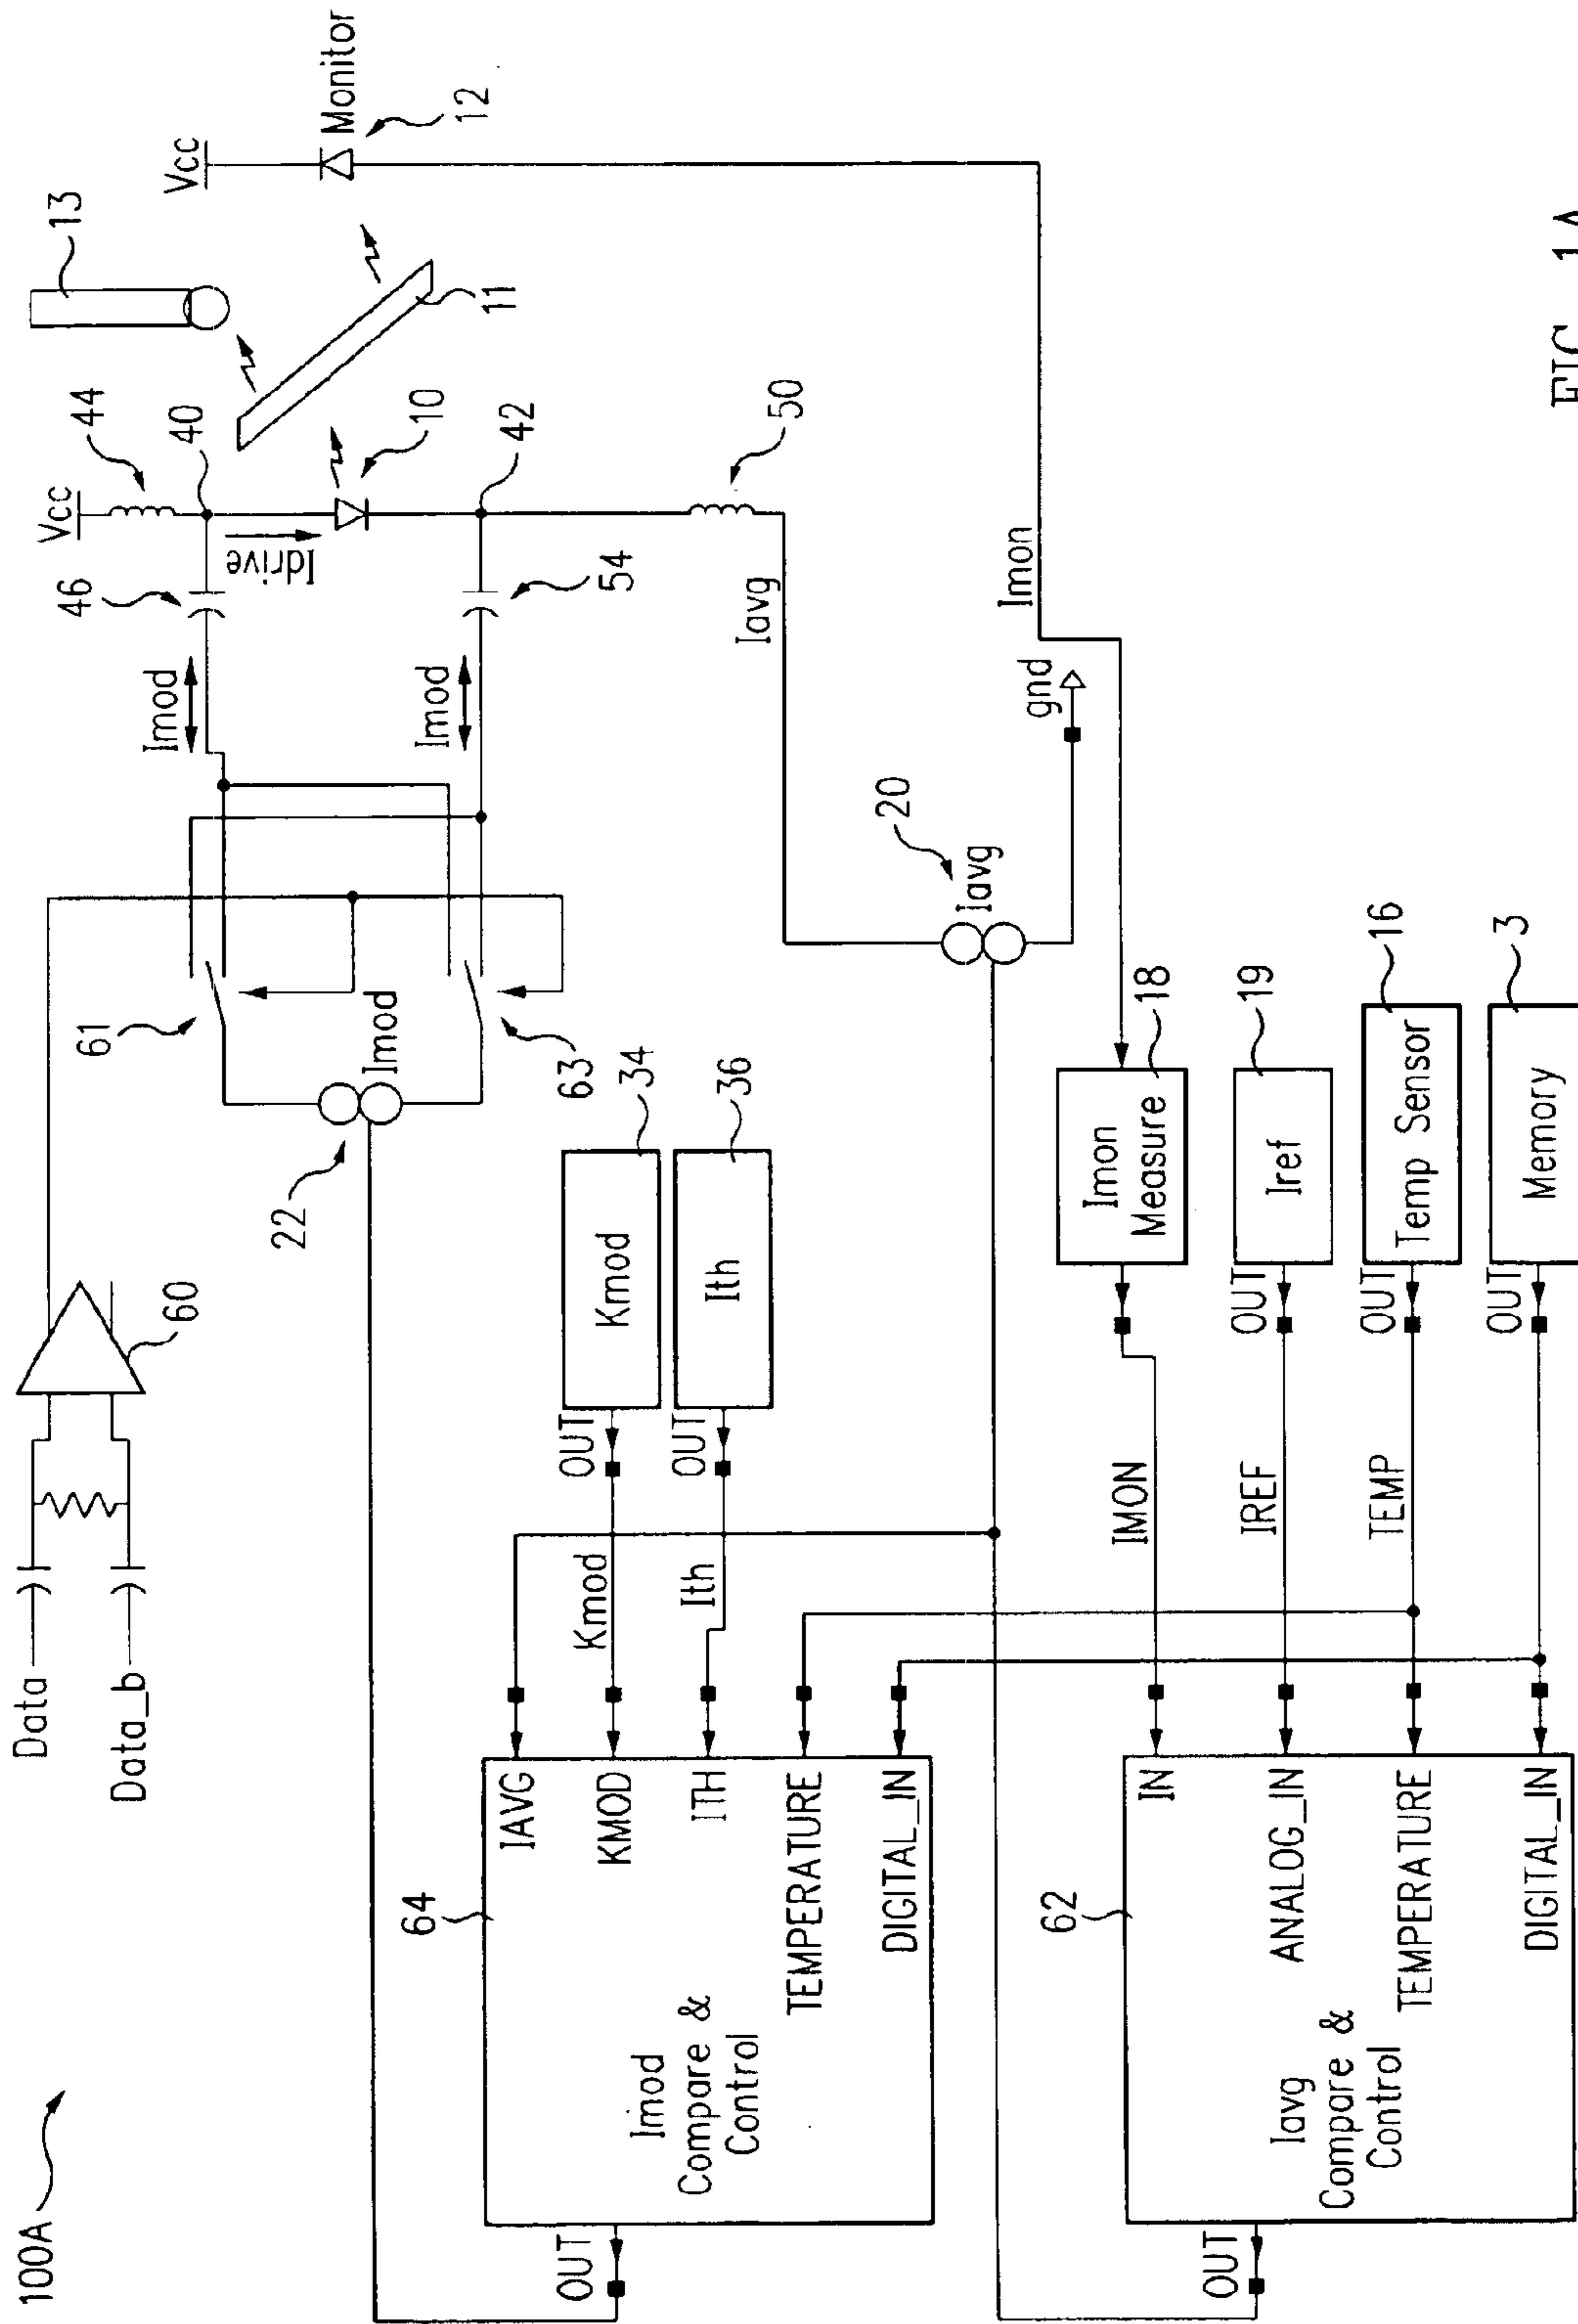 100A
Data
Data_b
60
61
22
Imod
63
Imod
Imod
46
Vcc
44
40
Idrive
10
42
54
13
11
Vcc
Monitor
12
50
Iavg
20
Iavg
gnd
Imon
64
Imod
Compare &
Control
OUT
IAVG
KMOD
ITH
TEMPERATURE
DIGITAL_IN
Kmod
Ith
OUT
OUT
Kmod
34
Ith
36
62
Iavg
Compare &
Control
OUT
IN
ANALOG_IN
TEMPERATURE
DIGITAL_IN
IMON
IREF
TEMP
Imon
Measure
18
OUT
Iref
19
OUT
Temp Sensor
16
OUT
Memory
3
FIG. 1A